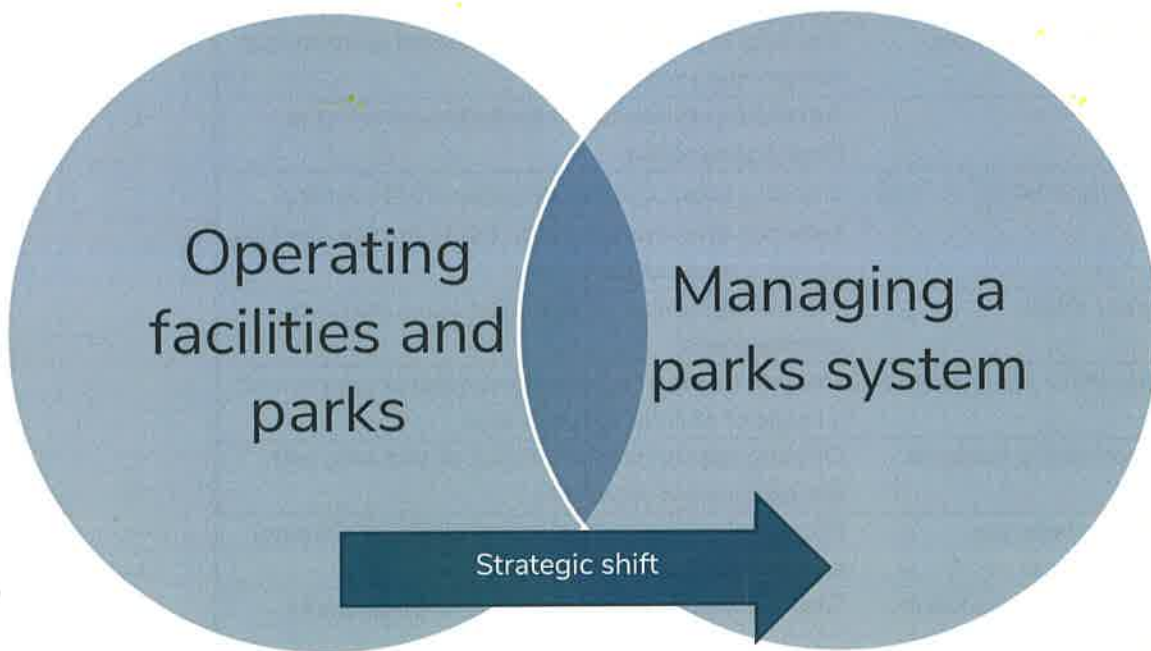 Operating
facilities and
parks
Managing a
parks system
Strategic shift